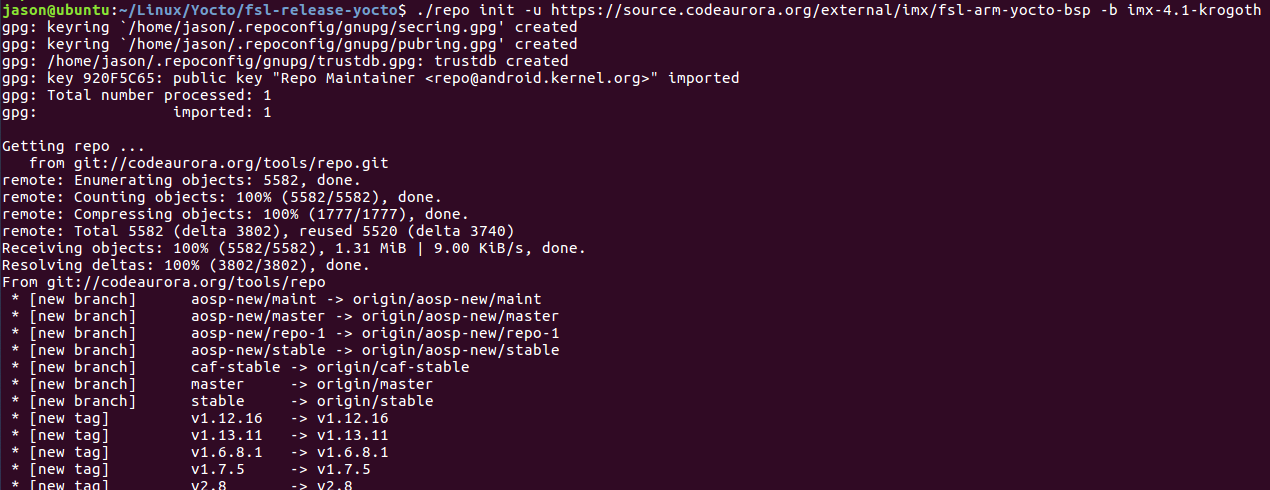 jason@ubuntu:~/Linux/Yocto/fsl-release-yocto$ ./repo init -u https://source.codeaurora.org/external/imx/fsl-arm-yocto-bsp -b imx-4.1-krogoth
gpg: keyring `/home/jason/.repoconfig/gnupg/secring.gpg' created
gpg: keyring `/home/jason/.repoconfig/gnupg/pubring.gpg' created
gpg: /home/jason/.repoconfig/gnupg/trustdb.gpg: trustdb created
gpg: key 920F5C65: public key "Repo Maintainer <repo@android.kernel.org>" imported
gpg: Total number processed: 1
gpg:               imported: 1
Getting repo ...
   from git://codeaurora.org/tools/repo.git
remote: Enumerating objects: 5582, done.
remote: Counting objects: 100% (5582/5582), done.
remote: Compressing objects: 100% (1777/1777), done.
remote: Total 5582 (delta 3802), reused 5520 (delta 3740)
Receiving objects: 100% (5582/5582), 1.31 MiB | 9.00 KiB/s, done.
Resolving deltas: 100% (3802/3802), done.
From git://codeaurora.org/tools/repo
 * [new branch]      aosp-new/maint -> origin/aosp-new/maint
 * [new branch]      aosp-new/master -> origin/aosp-new/master
 * [new branch]      aosp-new/repo-1 -> origin/aosp-new/repo-1
 * [new branch]      aosp-new/stable -> origin/aosp-new/stable
 * [new branch]      caf-stable -> origin/caf-stable
 * [new branch]      master     -> origin/master
 * [new branch]      stable     -> origin/stable
 * [new tag]         v1.12.16   -> v1.12.16
 * [new tag]         v1.13.11   -> v1.13.11
 * [new tag]         v1.6.8.1   -> v1.6.8.1
 * [new tag]         v1.7.5     -> v1.7.5
 * [new tag]         v2.8       -> v2.8